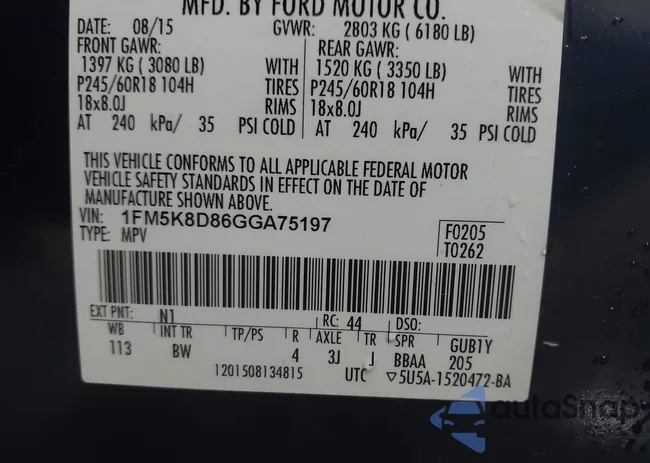 MFD. BY FORD MOTOR CO.
DATE: 08/15 GVWR: 2803 KG ( 6180 LB)
FRONT GAWR: REAR GAWR:
1397 KG ( 3080 LB) WITH 1520 KG ( 3350 LB) WITH
P245/60R18 104H TIRES P245/60R18 104H TIRES
18x8.0J RIMS 18x8.0J RIMS
AT 240 kPa/ 35 PSI COLD AT 240 kPa/ 35 PSI COLD
THIS VEHICLE CONFORMS TO ALL APPLICABLE FEDERAL MOTOR
VEHICLE SAFETY STANDARDS IN EFFECT ON THE DATE OF
MANUFACTURE SHOWN ABOVE.
VIN: 1FM5K8D86GGA75197 F0205
TYPE: MPV T0262
EXT PNT: N1 RC: 44 DSO:
WB INT TR TP/PS R AXLE TR SPR GUB1Y
113 BW 4 3J J BBAA 205
1201508134815 UTC ▽5U5A-1520472-BA
autoSnap